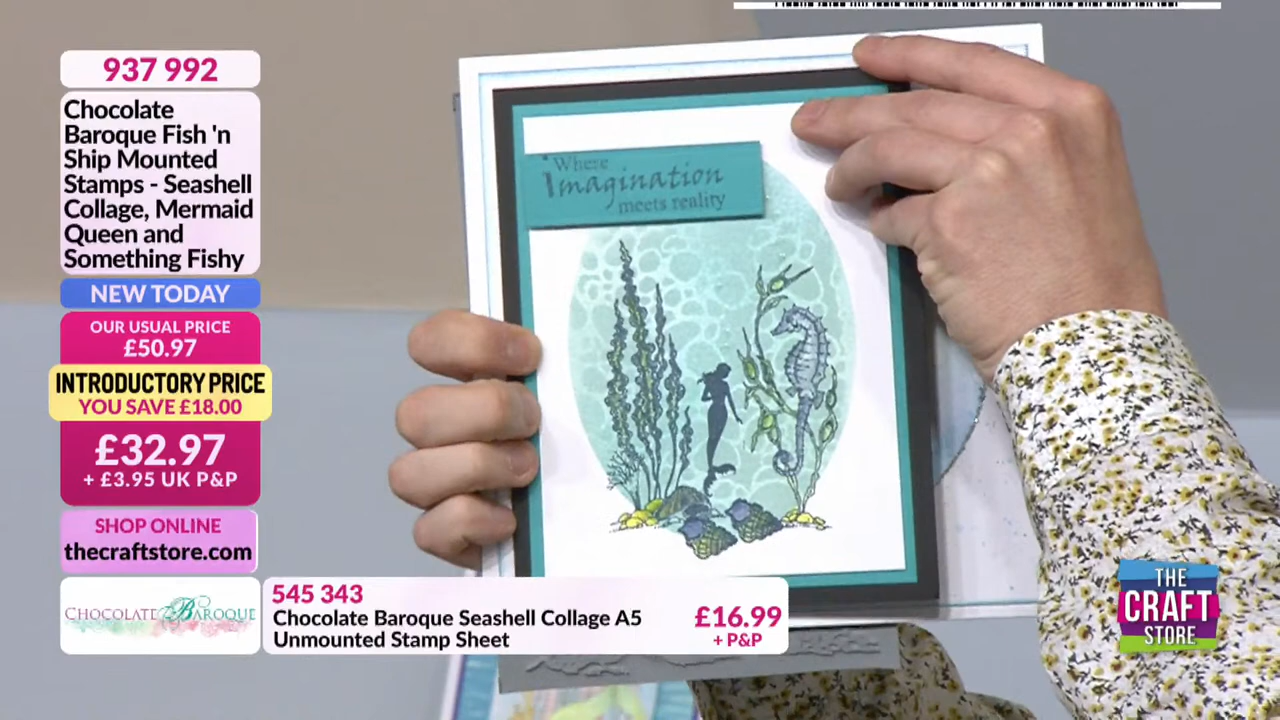 937 992
Chocolate
Baroque Fish 'n
Ship Mounted
Stamps - Seashell
Collage, Mermaid
Queen and
Something Fishy
NEW TODAY
OUR USUAL PRICE
£50.97
INTRODUCTORY PRICE
YOU SAVE £18.00
£32.97
+ £3.95 UK P&P
SHOP ONLINE
thecraftstore.com
CHOCOLATE BAROQUE
545 343
Chocolate Baroque Seashell Collage A5
Unmounted Stamp Sheet
£16.99
+ P&P
Where
Imagination
meets reality
THE
CRAFT
STORE